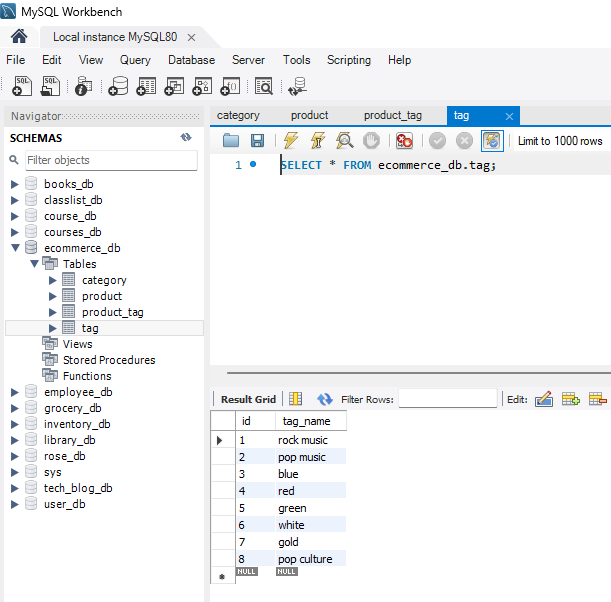 MySQL Workbench
Local instance MySQL80
File Edit View Query Database Server Tools Scripting Help
SQL SQL
Navigator
SCHEMAS
Filter objects
books_db
classlist_db
course_db
courses_db
ecommerce_db
Tables
category
product
product_tag
tag
Views
Stored Procedures
Functions
employee_db
grocery_db
inventory_db
library_db
rose_db
sys
tech_blog_db
user_db
category product product_tag tag
Limit to 1000 rows
1 SELECT * FROM ecommerce_db.tag;
Result Grid Filter Rows: Edit:
id tag_name
1 rock music
2 pop music
3 blue
4 red
5 green
6 white
7 gold
8 pop culture
NULL NULL